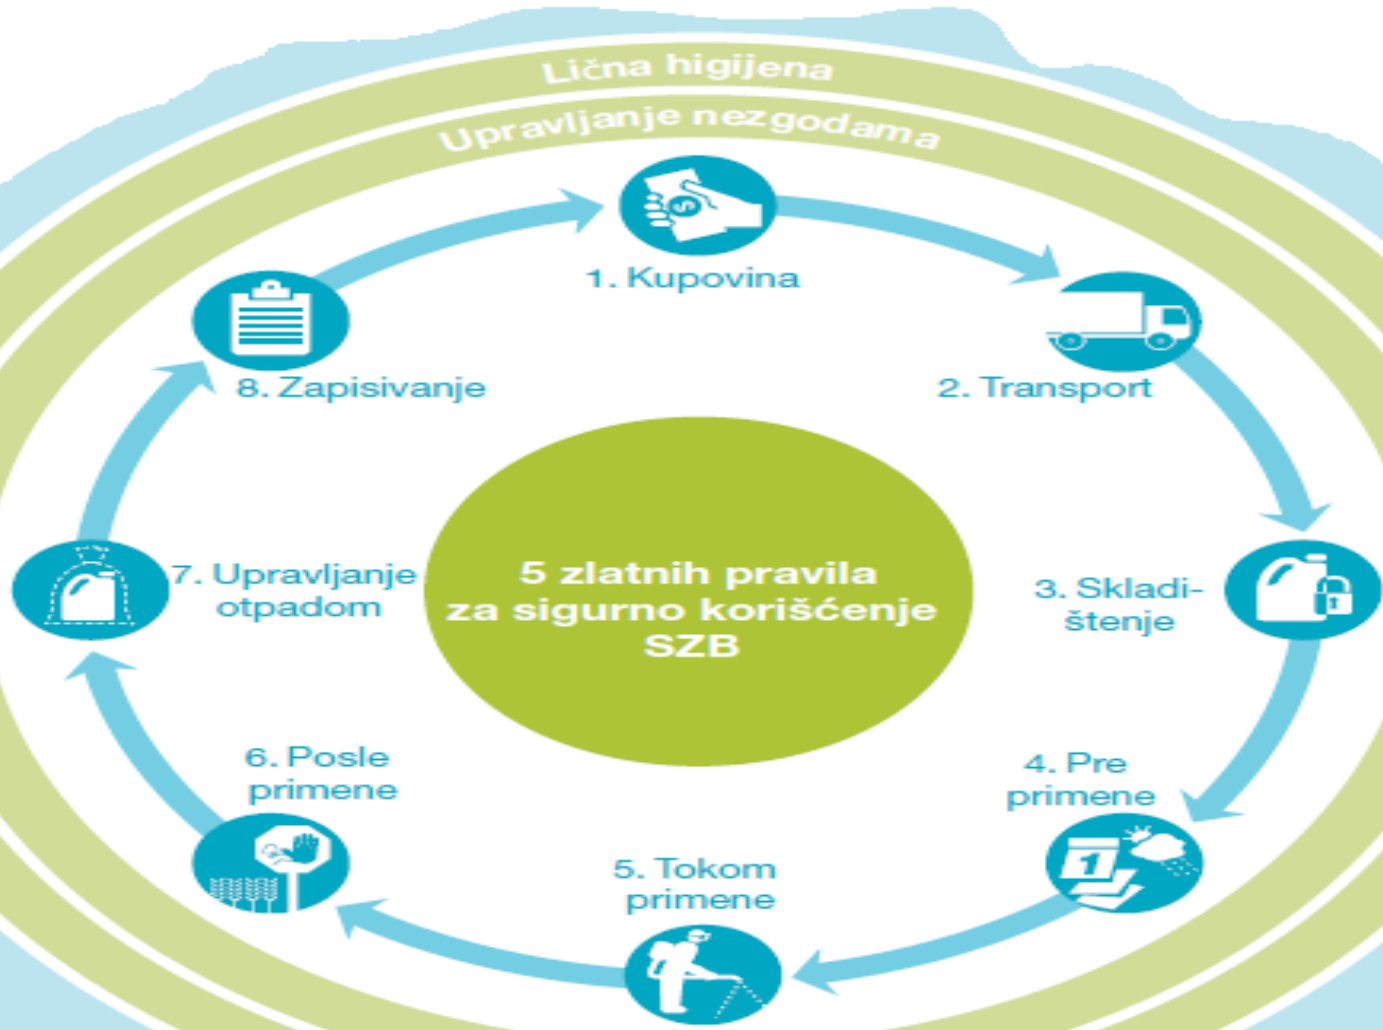 Lična higijena
Upravljanje nezgodama
1. Kupovina
2. Transport
3. Skladi-
štenje
4. Pre
primene
5. Tokom
primene
6. Posle
primene
7. Upravljanje
otpadom
8. Zapisivanje
5 zlatnih pravila
za sigurno korišćenje
SZB
1
$